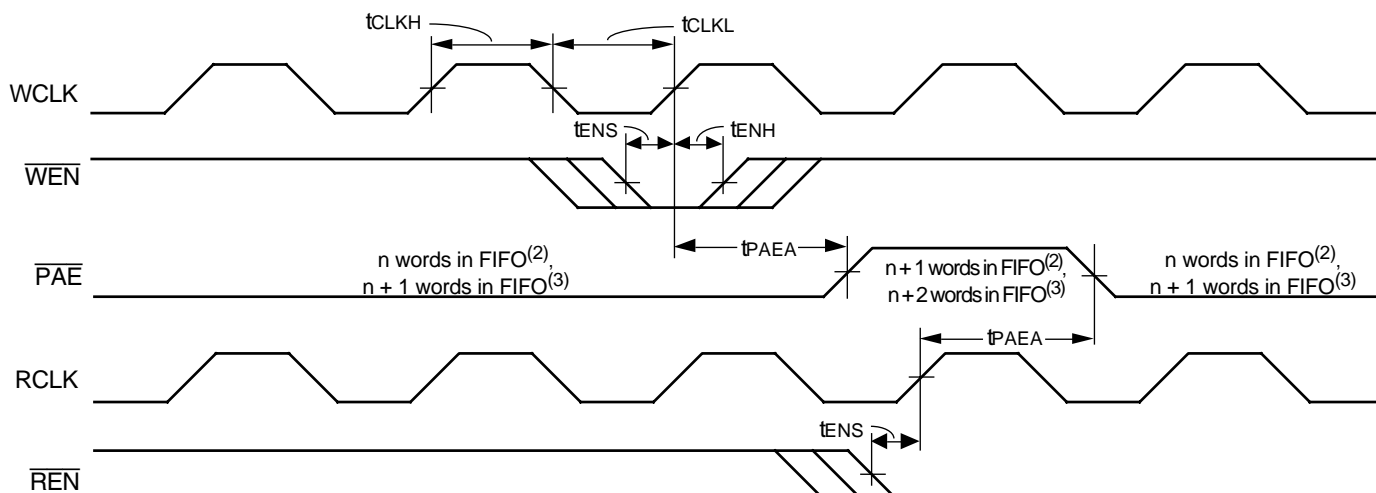 tCLKH
tCLKL
WCLK
tENS
tENH
WEN
tPAEA
PAE
n words in FIFO(2),
n + 1 words in FIFO(3)
n + 1 words in FIFO(2),
n + 2 words in FIFO(3)
n words in FIFO(2),
n + 1 words in FIFO(3)
tPAEA
RCLK
tENS
REN